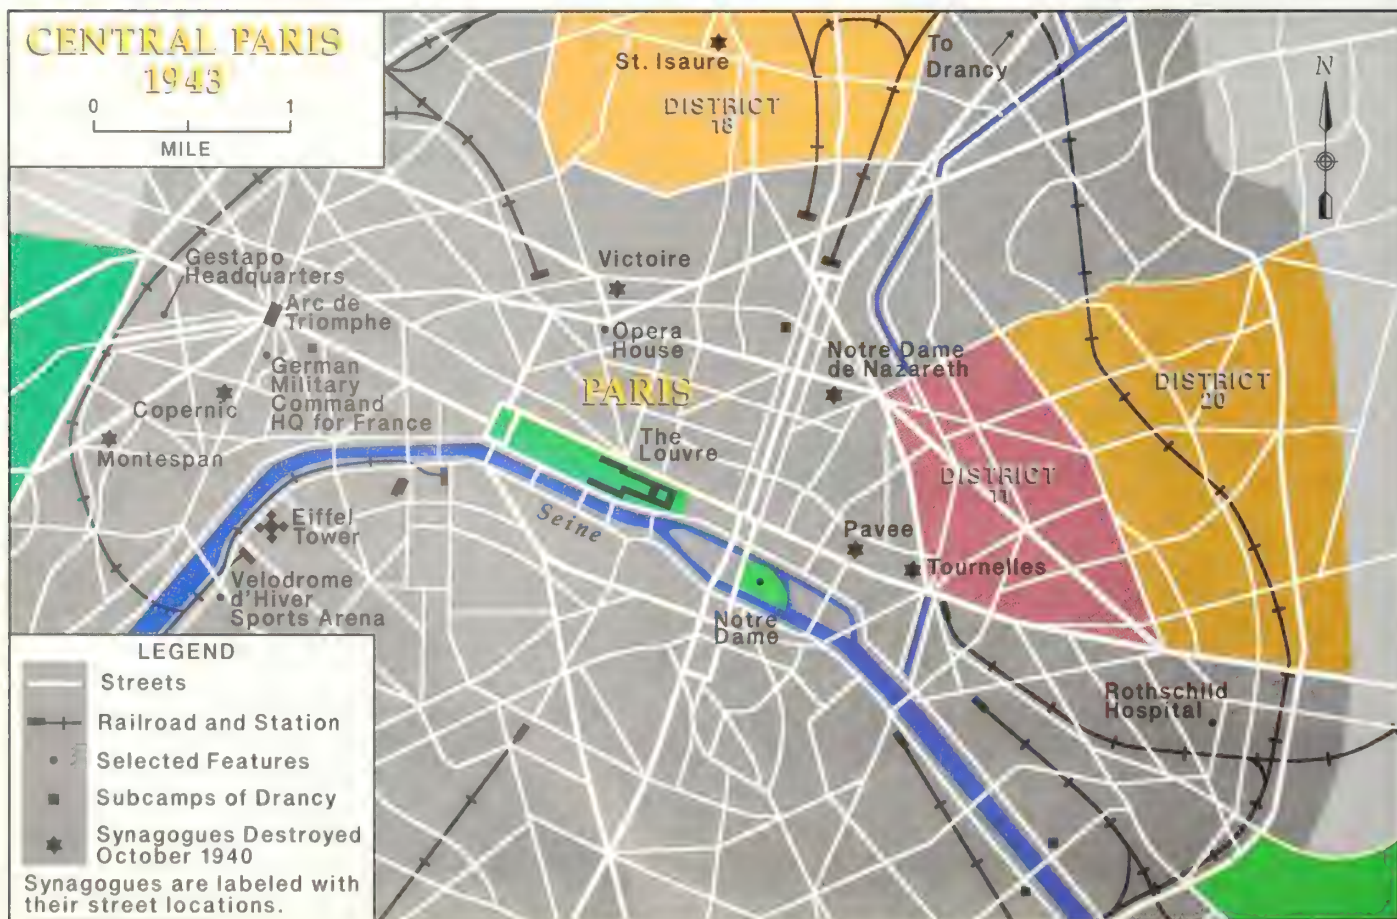 CENTRAL PARIS
1943
0 1
MILE
St. Isaure
DISTRICT
18
To
Drancy
N
Gestapo
Headquarters
Arc de
Triomphe
German
Military
Command
HQ for France
Copernic
Montespan
Victoire
Opera
House
PARIS
The
Louvre
Notre Dame
de Nazareth
DISTRICT
20
DISTRICT
11
Seine
Eiffel
Tower
Velodrome
d'Hiver
Sports Arena
Pavee
Tournelles
Notre
Dame
Rothschild
Hospital
LEGEND
Streets
Railroad and Station
Selected Features
Subcamps of Drancy
Synagogues Destroyed
October 1940
Synagogues are labeled with
their street locations.